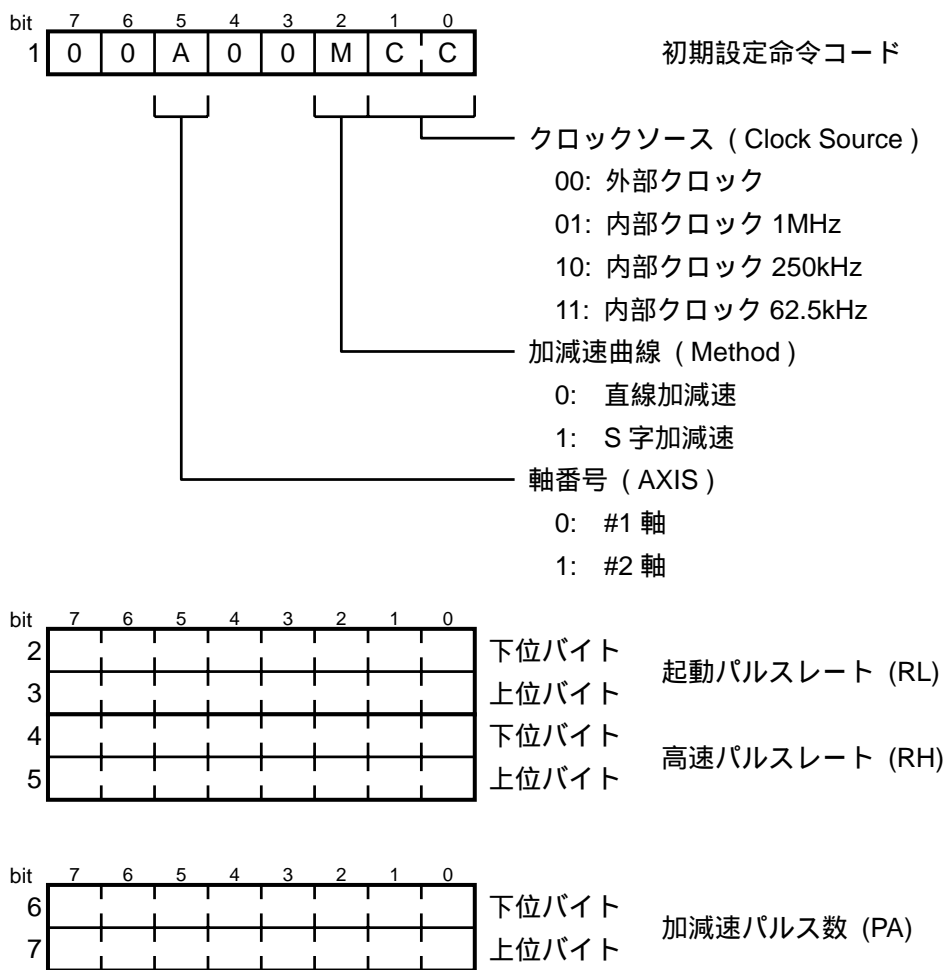 bit 7 6 5 4 3 2 1 0
1 0 0 A 0 0 M C C 初期設定命令コード
クロックソース ( Clock Source )
00: 外部クロック
01: 内部クロック 1MHz
10: 内部クロック 250kHz
11: 内部クロック 62.5kHz
加減速曲線 ( Method )
0: 直線加減速
1: S 字加減速
軸番号 ( AXIS )
0: #1 軸
1: #2 軸
bit 7 6 5 4 3 2 1 0
2 下位バイト
起動パルスレート (RL)
3 上位バイト
4 下位バイト
高速パルスレート (RH)
5 上位バイト
bit 7 6 5 4 3 2 1 0
6 下位バイト
加減速パルス数 (PA)
7 上位バイト